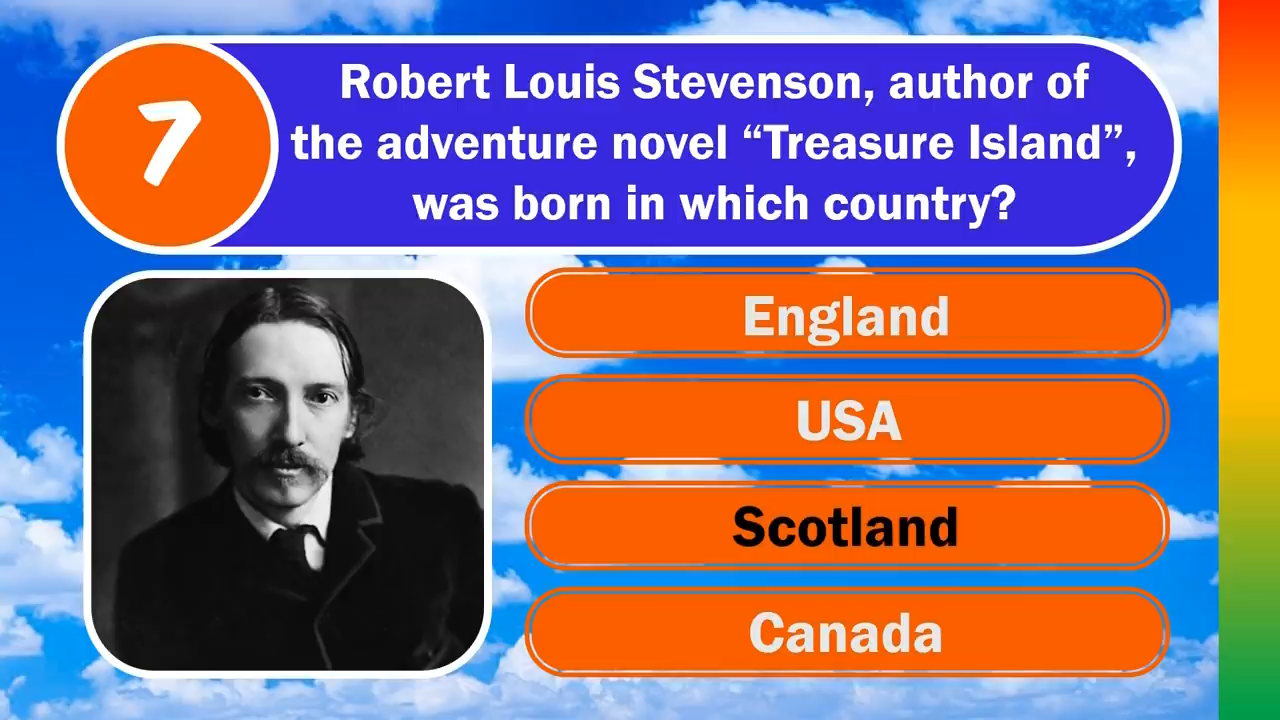 7
Robert Louis Stevenson, author of
the adventure novel “Treasure Island”,
was born in which country?
England
USA
Scotland
Canada